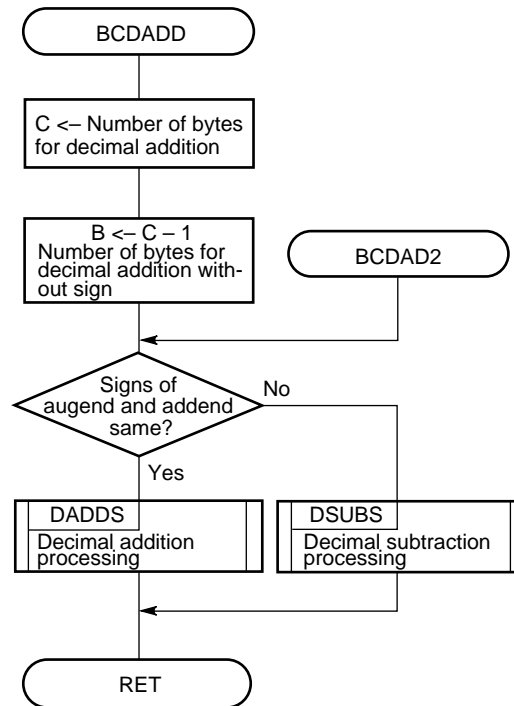 BCDADD
C <– Number of bytes
for decimal addition
B <– C – 1
Number of bytes for
decimal addition with-
out sign
BCDAD2
Signs of
augend and addend
same?
No
Yes
DADDS
Decimal addition
processing
DSUBS
Decimal subtraction
processing
RET